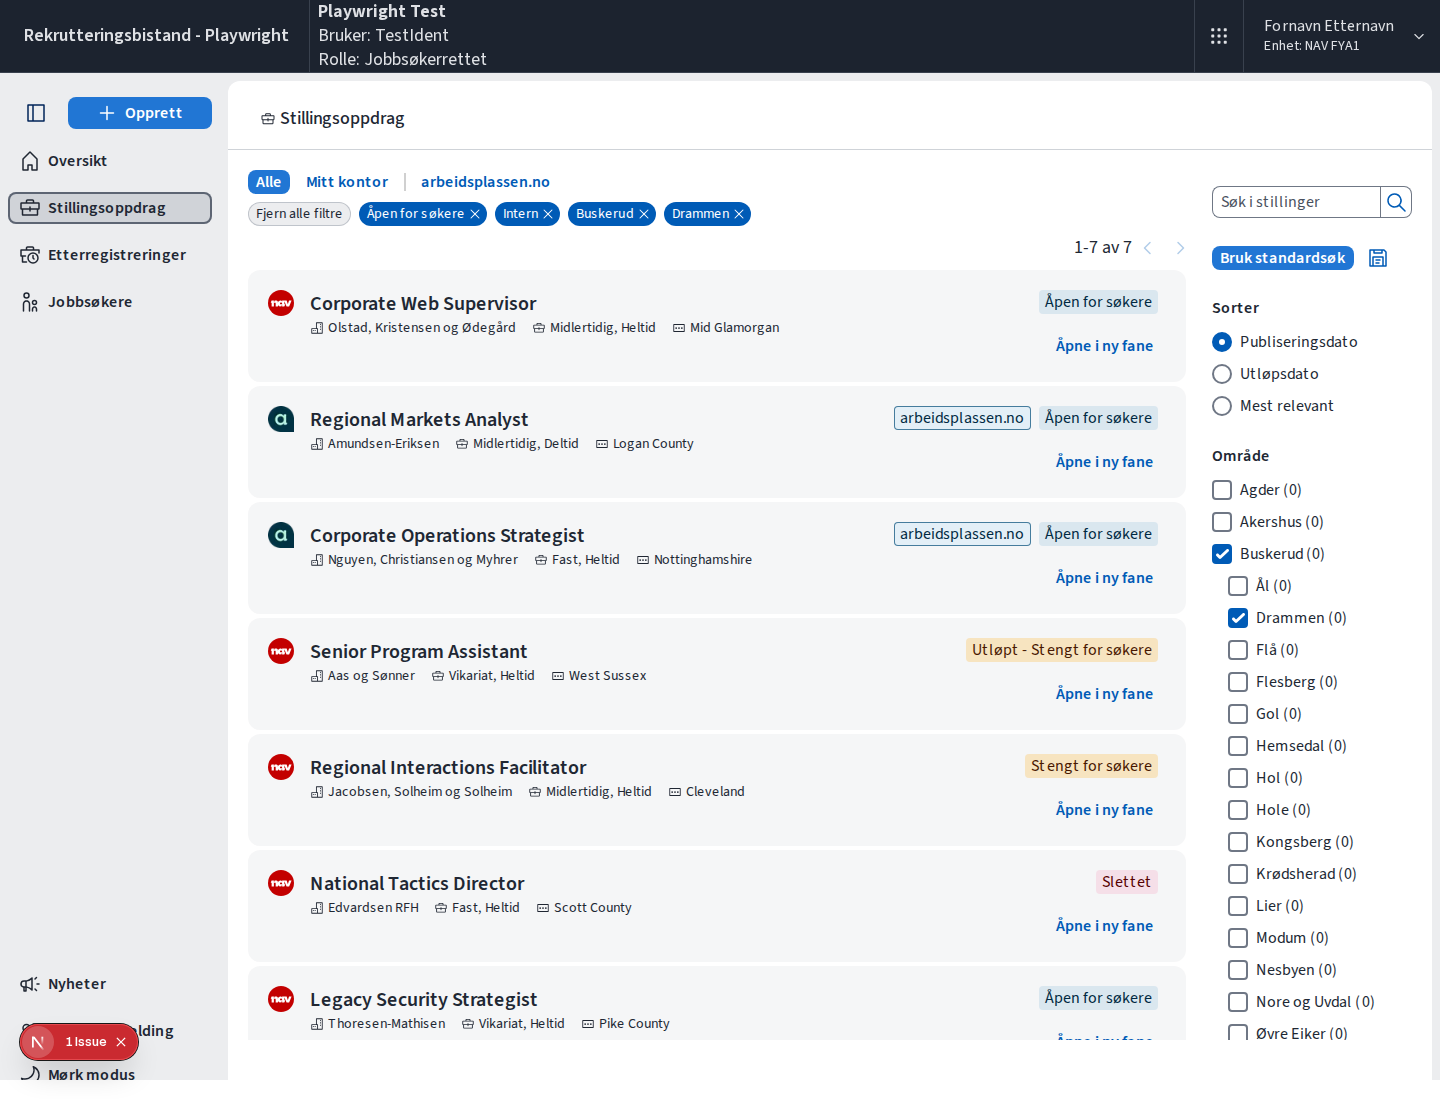 Rekrutteringsbistand - Playwright
Playwright Test
Bruker: TestIdent
Rolle: Jobbsøkerrettet
Fornavn Etternavn
Enhet: NAV FYA1
Opprett
Oversikt
Stillingsoppdrag
Etterregistreringer
Jobbsøkere
Nyheter
elding
1 Issue
Mørk modus
Stillingsoppdrag
Alle
Mitt kontor
arbeidsplassen.no
Fjern alle filtre
Åpen for søkere
Intern
Buskerud
Drammen
1-7 av 7
nav
Corporate Web Supervisor
Åpen for søkere
Olstad, Kristensen og Ødegård
Midlertidig, Heltid
Mid Glamorgan
Åpne i ny fane
a
Regional Markets Analyst
arbeidsplassen.no
Åpen for søkere
Amundsen-Eriksen
Midlertidig, Deltid
Logan County
Åpne i ny fane
a
Corporate Operations Strategist
arbeidsplassen.no
Åpen for søkere
Nguyen, Christiansen og Myhrer
Fast, Heltid
Nottinghamshire
Åpne i ny fane
nav
Senior Program Assistant
Utløpt - Stengt for søkere
Aas og Sønner
Vikariat, Heltid
West Sussex
Åpne i ny fane
nav
Regional Interactions Facilitator
Stengt for søkere
Jacobsen, Solheim og Solheim
Midlertidig, Heltid
Cleveland
Åpne i ny fane
nav
National Tactics Director
Slettet
Edvardsen RFH
Fast, Heltid
Scott County
Åpne i ny fane
nav
Legacy Security Strategist
Åpen for søkere
Thoresen-Mathisen
Vikariat, Heltid
Pike County
Åpne i ny fane
Søk i stillinger
Bruk standardsøk
Sorter
Publiseringsdato
Utløpsdato
Mest relevant
Område
Agder (0)
Akershus (0)
Buskerud (0)
Ål (0)
Drammen (0)
Flå (0)
Flesberg (0)
Gol (0)
Hemsedal (0)
Hol (0)
Hole (0)
Kongsberg (0)
Krødsherad (0)
Lier (0)
Modum (0)
Nesbyen (0)
Nore og Uvdal (0)
Øvre Eiker (0)